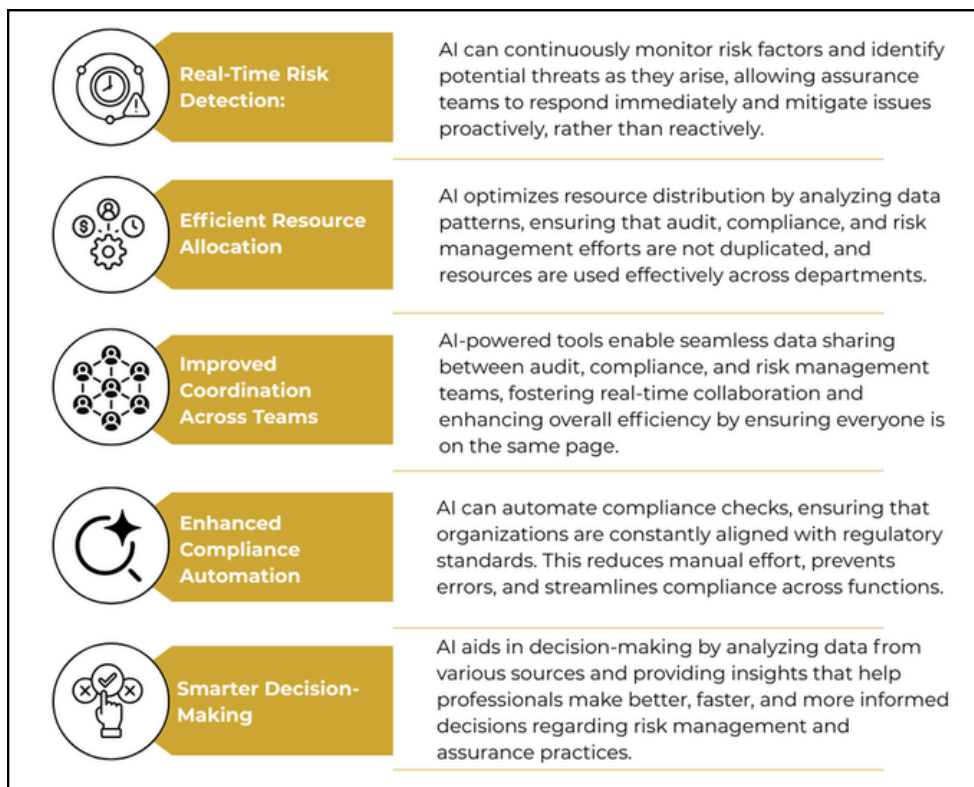 Real-Time Risk
Detection:
AI can continuously monitor risk factors and identify
potential threats as they arise, allowing assurance
teams to respond immediately and mitigate issues
proactively, rather than reactively.
Efficient Resource
Allocation
AI optimizes resource distribution by analyzing data
patterns, ensuring that audit, compliance, and risk
management efforts are not duplicated, and
resources are used effectively across departments.
Improved
Coordination
Across Teams
AI-powered tools enable seamless data sharing
between audit, compliance, and risk management
teams, fostering real-time collaboration and
enhancing overall efficiency by ensuring everyone is
on the same page.
Enhanced
Compliance
Automation
AI can automate compliance checks, ensuring that
organizations are constantly aligned with regulatory
standards. This reduces manual effort, prevents
errors, and streamlines compliance across functions.
Smarter Decision-
Making
AI aids in decision-making by analyzing data from
various sources and providing insights that help
professionals make better, faster, and more informed
decisions regarding risk management and
assurance practices.